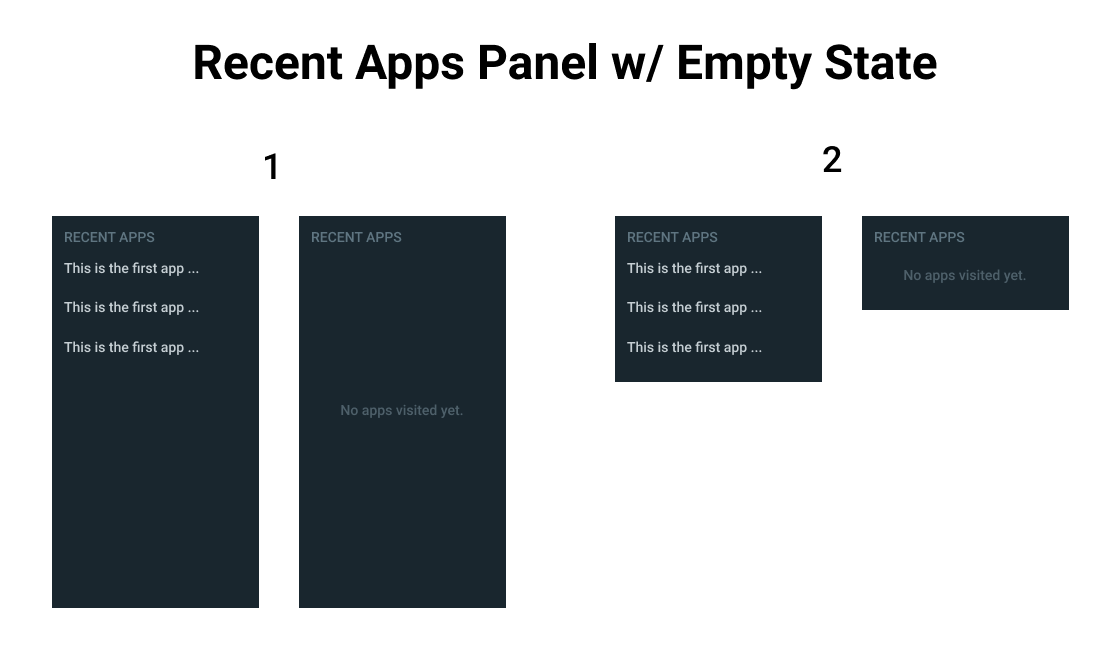 Recent Apps Panel w/ Empty State
1
RECENT APPS
This is the first app ...
This is the first app ...
This is the first app ...
RECENT APPS
No apps visited yet.
2
RECENT APPS
This is the first app ...
This is the first app ...
This is the first app ...
RECENT APPS
No apps visited yet.